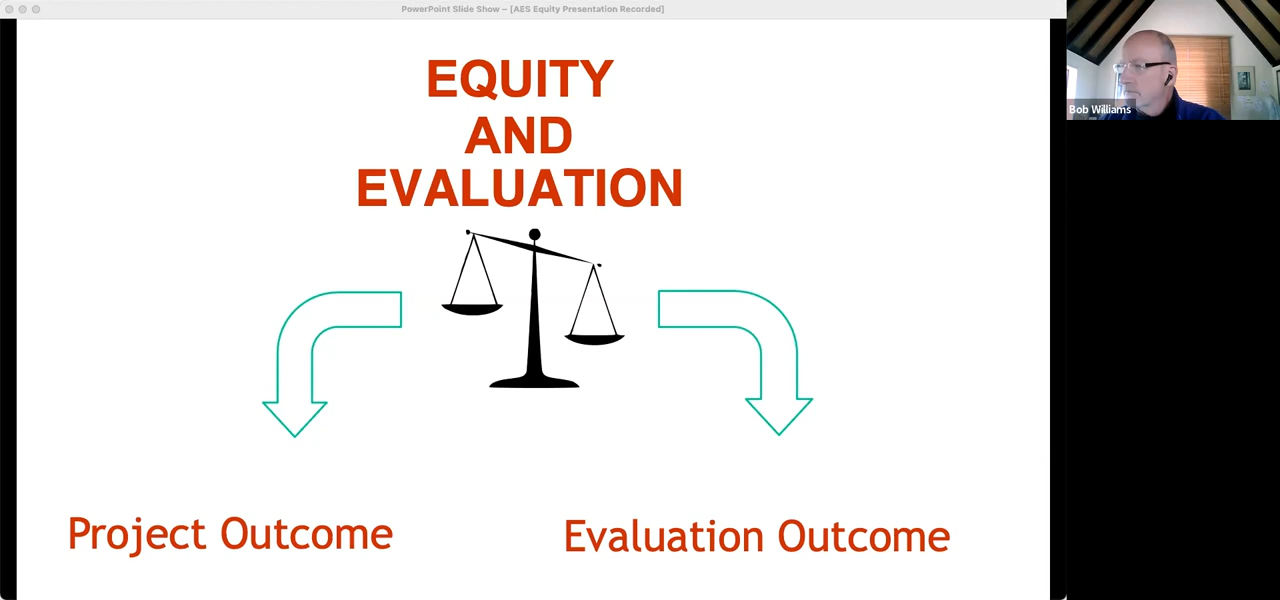 PowerPoint Slide Show – [AES Equity Presentation Recorded]
EQUITY
AND
EVALUATION
Bob Williams
Project Outcome
Evaluation Outcome